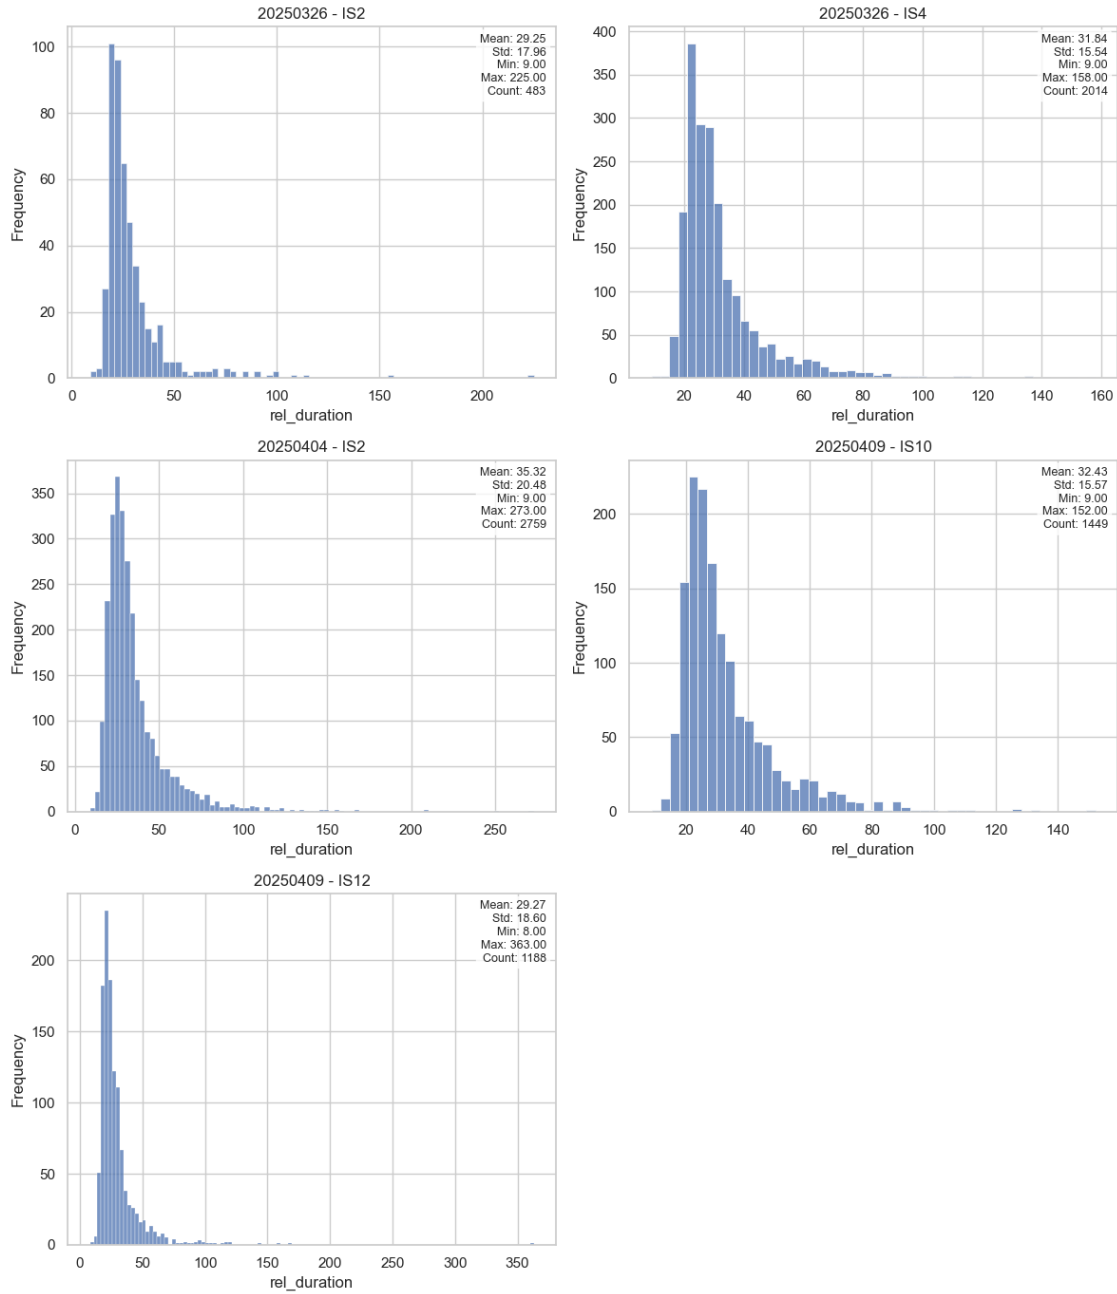 20250326 - IS2
Mean: 29.25
Std: 17.96
Min: 9.00
Max: 225.00
Count: 483
100
80
60
40
20
0
Frequency
0 50 100 150 200
rel_duration
20250326 - IS4
Mean: 31.84
Std: 15.54
Min: 9.00
Max: 158.00
Count: 2014
400
350
300
250
200
150
100
50
0
Frequency
20 40 60 80 100 120 140 160
rel_duration
20250404 - IS2
Mean: 35.32
Std: 20.48
Min: 9.00
Max: 273.00
Count: 2759
350
300
250
200
150
100
50
0
Frequency
0 50 100 150 200 250
rel_duration
20250409 - IS10
Mean: 32.43
Std: 15.57
Min: 9.00
Max: 152.00
Count: 1449
200
150
100
50
0
Frequency
20 40 60 80 100 120 140
rel_duration
20250409 - IS12
Mean: 29.27
Std: 18.60
Min: 8.00
Max: 363.00
Count: 1188
200
150
100
50
0
Frequency
0 50 100 150 200 250 300 350
rel_duration